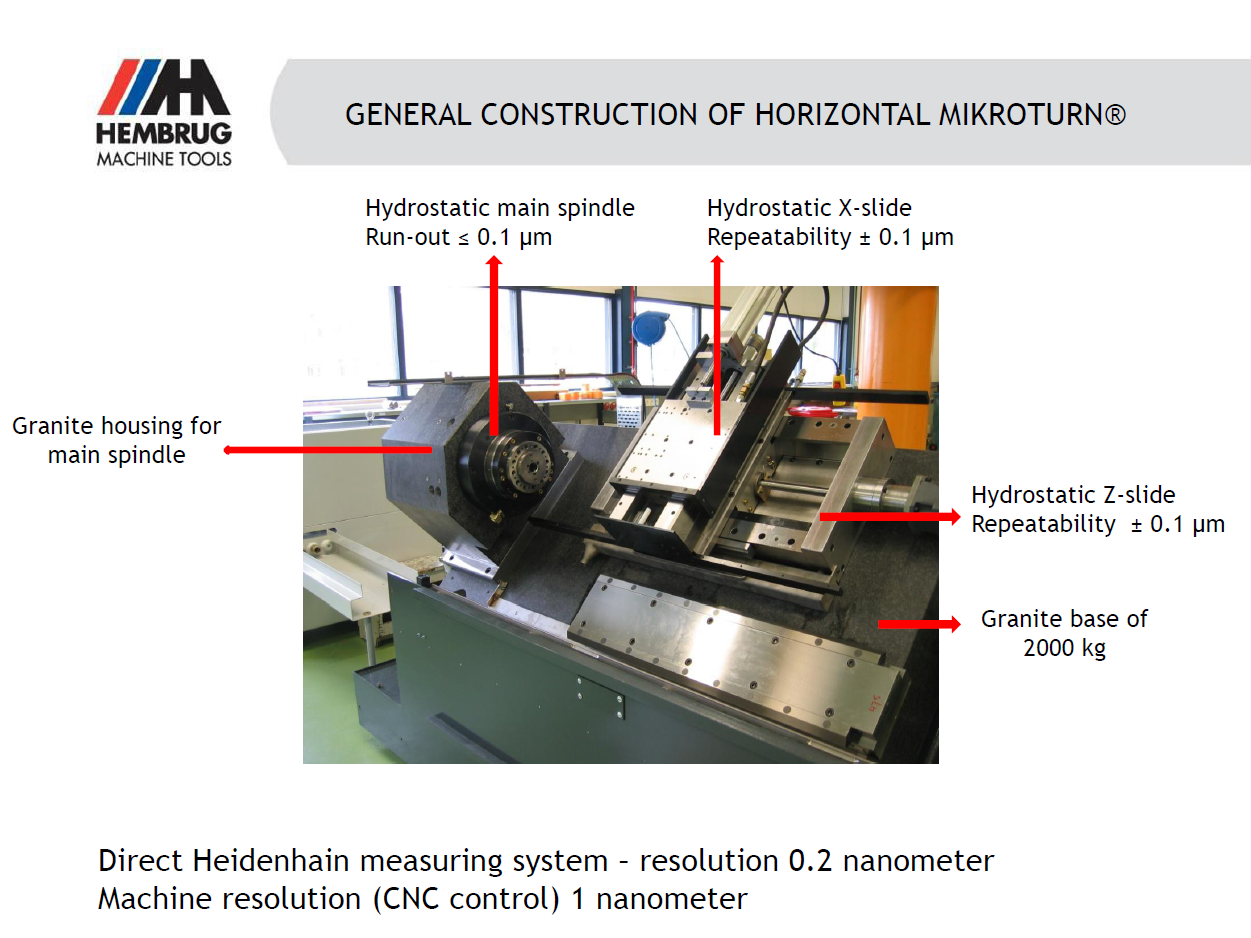 HEMBRUG
MACHINE TOOLS
GENERAL CONSTRUCTION OF HORIZONTAL MIKROTURN®
Hydrostatic main spindle
Run-out ≤ 0.1 µm
Hydrostatic X-slide
Repeatability ± 0.1 µm
Granite housing for
main spindle
Hydrostatic Z-slide
Repeatability ± 0.1 µm
Granite base of
2000 kg
Direct Heidenhain measuring system – resolution 0.2 nanometer
Machine resolution (CNC control) 1 nanometer